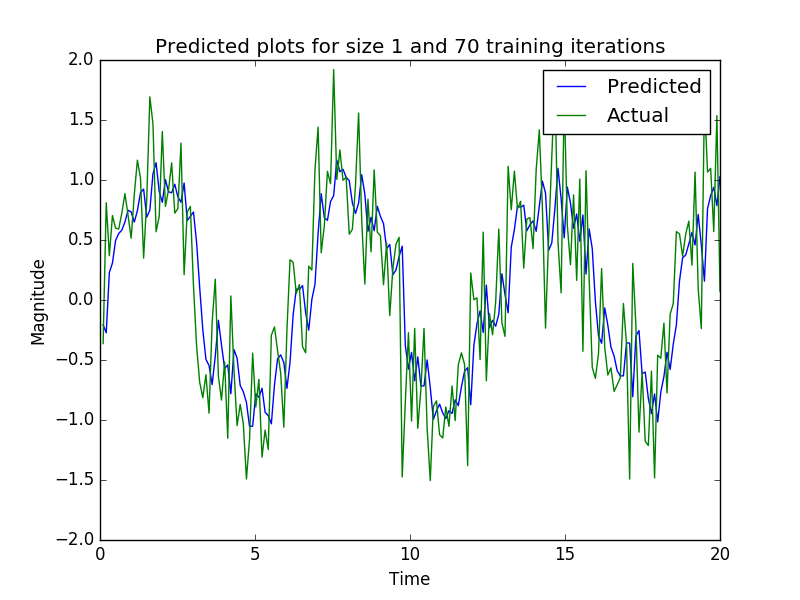 Predicted plots for size 1 and 70 training iterations
Predicted
Actual
2.0
1.5
1.0
0.5
0.0
−0.5
−1.0
−1.5
−2.0
Magnitude
0 5 10 15 20
Time